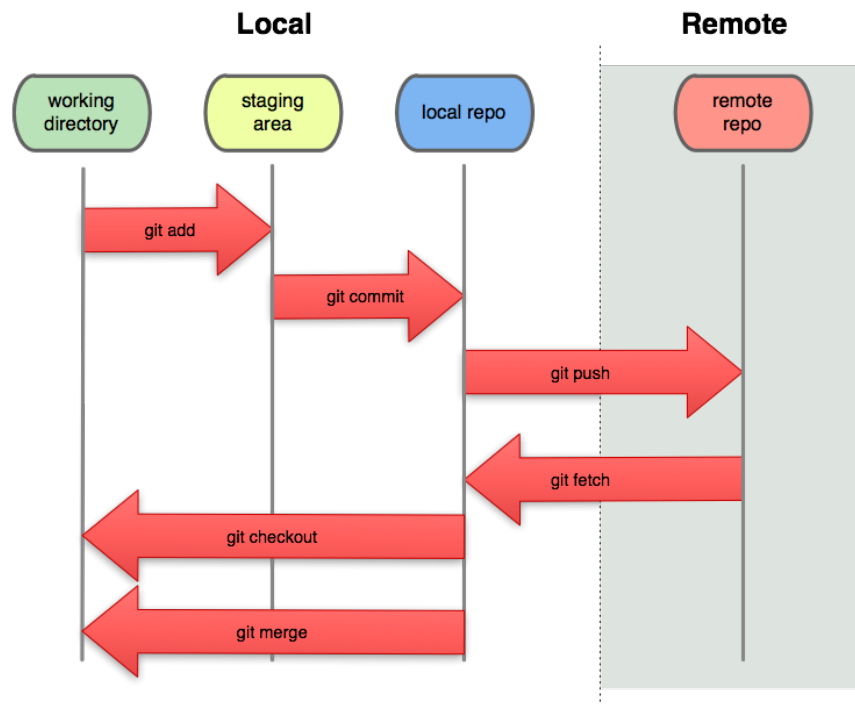 Local
Remote
working
directory
staging
area
local repo
remote
repo
git add
git commit
git push
git fetch
git checkout
git merge